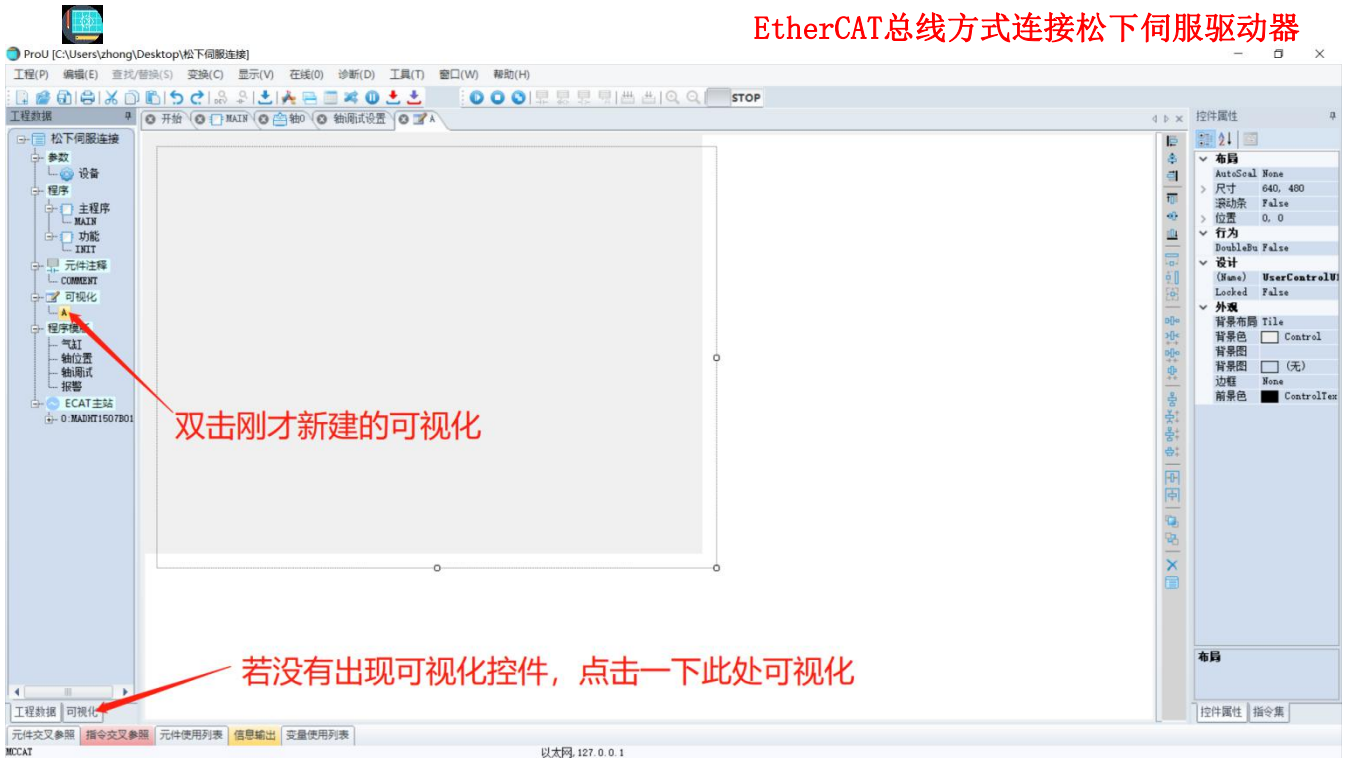 EtherCAT总线方式连接松下伺服驱动器
ProU [C:\Users\zhong\Desktop\松下伺服连接]
工程(P) 编辑(E) 查找/替换(S) 变换(C) 显示(V) 在线(O) 诊断(D) 工具(T) 窗口(W) 帮助(H)
STOP
工程数据
开始 MAIN 轴0 轴调试设置 A
控件属性
松下伺服连接
参数
设备
程序
主程序
MAIN
功能
INIT
元件注释
COMMENT
可视化
A
程序模
气缸
轴位置
轴调试
报警
ECAT主站
0:MADHT1507B01
双击刚才新建的可视化
若没有出现可视化控件，点击一下此处可视化
布局
AutoScal None
尺寸 640, 480
滚动条 False
位置 0, 0
行为
DoubleBu False
设计
(Name) UserControlU
Locked False
外观
背景布局 Tile
背景色 Control
背景图
背景图 (无)
边框 None
前景色 ControlTex
布局
工程数据 可视化
控件属性 指令集
元件交叉参照 指令交叉参照 元件使用列表 信息输出 变量使用列表
MCCAT
以太网,127.0.0.1